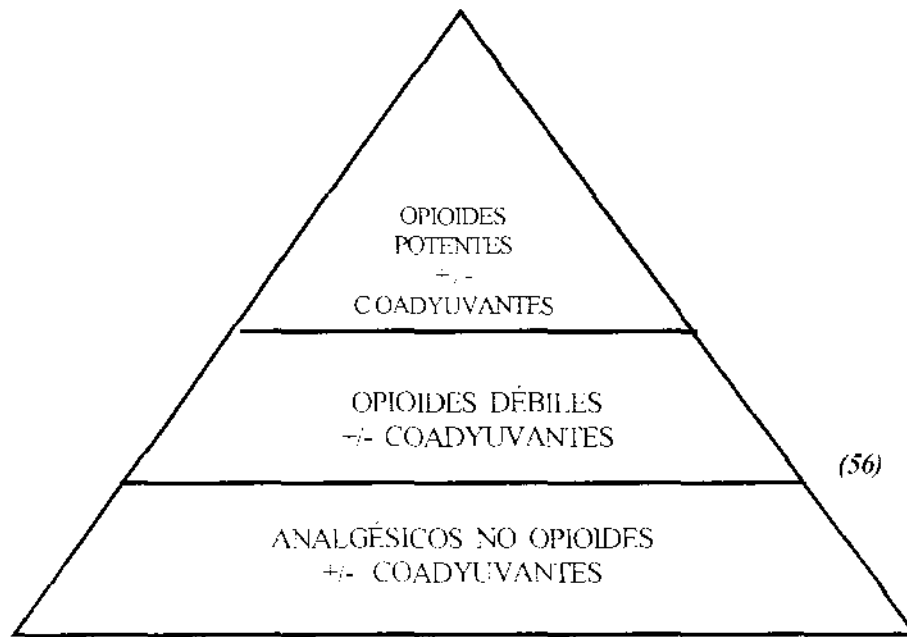 OPIOIDES
POTENTES
+/-
COADYUVANTES
OPIOIDES DÉBILES
+/- COADYUVANTES
(56)
ANALGÉSICOS NO OPIOIDES
+/- COADYUVANTES